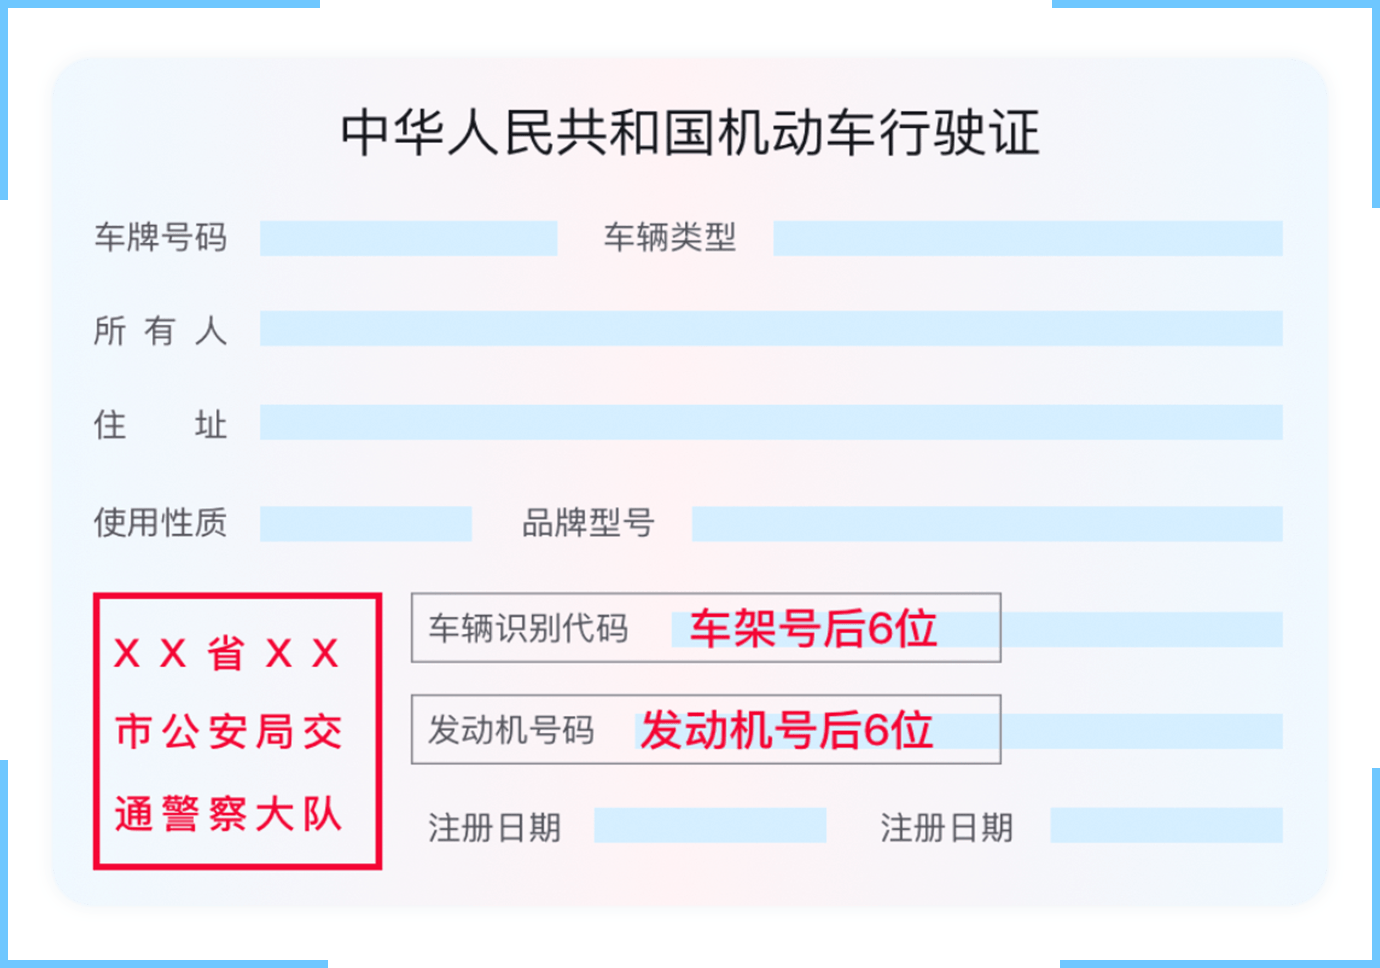 中华人民共和国机动车行驶证
车牌号码 车辆类型
所有人
住址
使用性质 品牌型号
X X 省 X X
市公安局交
通警察大队
车辆识别代码 车架号后6位
发动机号码 发动机号后6位
注册日期 注册日期